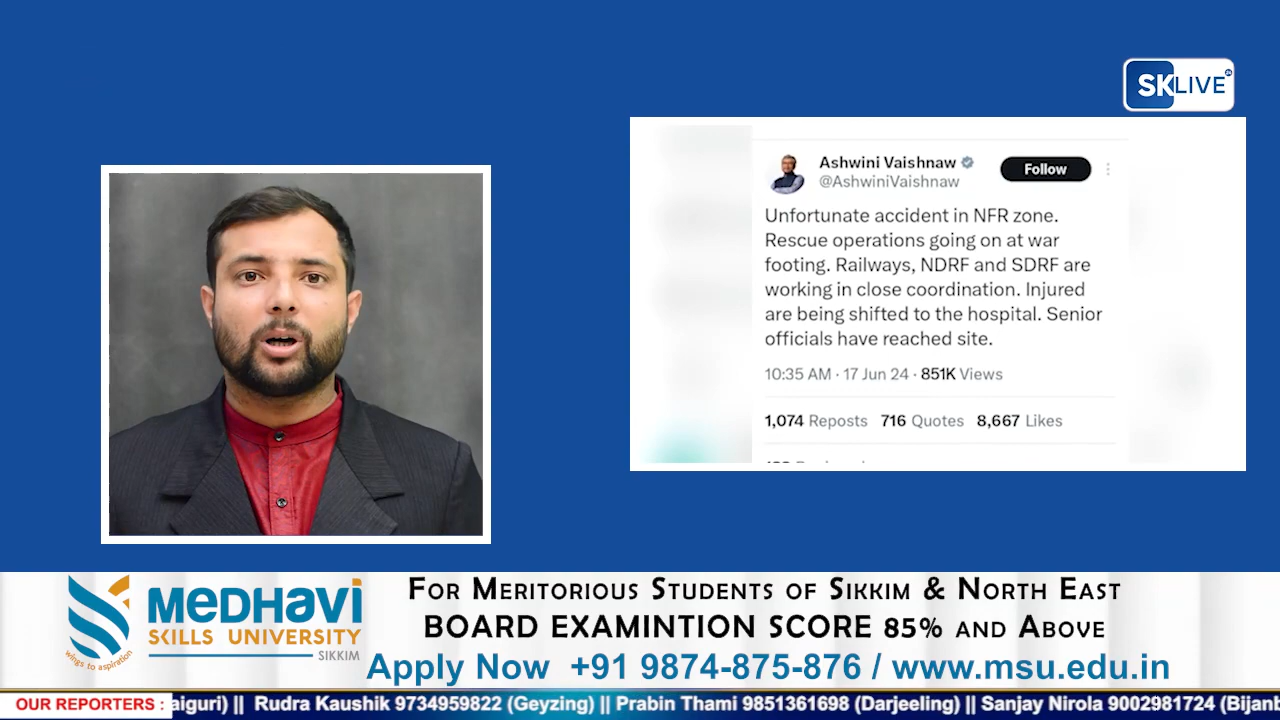 SKLIVE
24
Ashwini Vaishnaw
Follow
@AshwiniVaishnaw
Unfortunate accident in NFR zone.
Rescue operations going on at war
footing. Railways, NDRF and SDRF are
working in close coordination. Injured
are being shifted to the hospital. Senior
officials have reached site.
10:35 AM · 17 Jun 24 · 851K Views
1,074 Reposts 716 Quotes 8,667 Likes
MEDHAVI
SKILLS UNIVERSITY
SIKKIM
wings to aspiration
For Meritorious Students of Sikkim & North East
BOARD EXAMINTION SCORE 85% and Above
Apply Now +91 9874-875-876 / www.msu.edu.in
OUR REPORTERS : aiguri) || Rudra Kaushik 9734959822 (Geyzing) || Prabin Thami 9851361698 (Darjeeling) || Sanjay Nirola 9002981724 (Bijanb